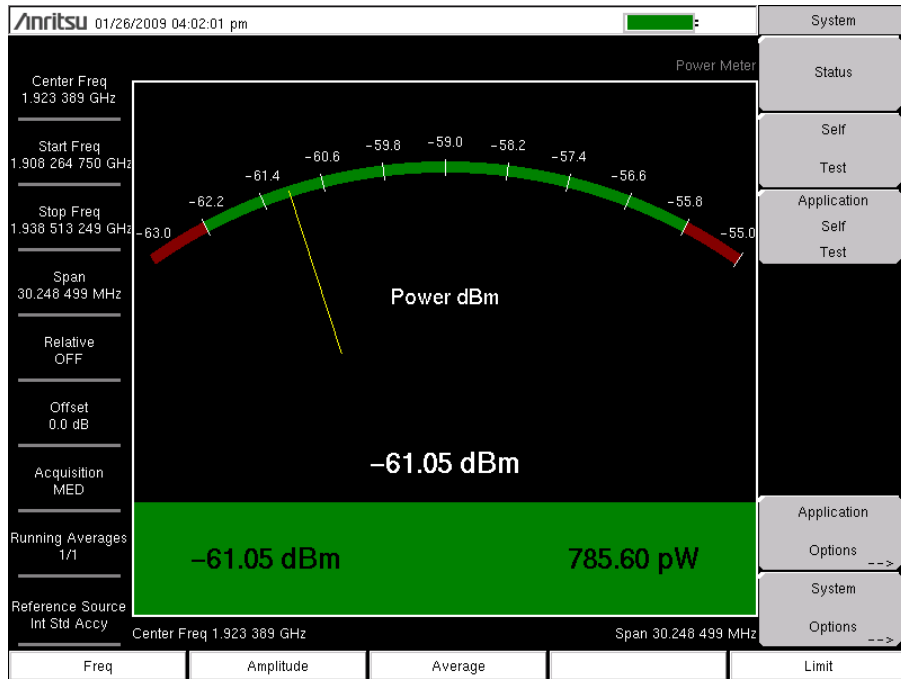 Anritsu 01/26/2009 04:02:01 pm
System
Power Meter
Center Freq
1.923 389 GHz
Start Freq
1.908 264 750 GHz
Stop Freq
1.938 513 249 GHz
Span
30.248 499 MHz
Relative
OFF
Offset
0.0 dB
Acquisition
MED
Running Averages
1/1
Reference Source
Int Std Accy
-63.0
-62.2
-61.4
-60.6
-59.8
-59.0
-58.2
-57.4
-56.6
-55.8
-55.0
Power dBm
-61.05 dBm
-61.05 dBm 785.60 pW
Center Freq 1.923 389 GHz Span 30.248 499 MHz
Status
Self
Test
Application
Self
Test
Application
Options
-->
System
Options
-->
Freq Amplitude Average Limit